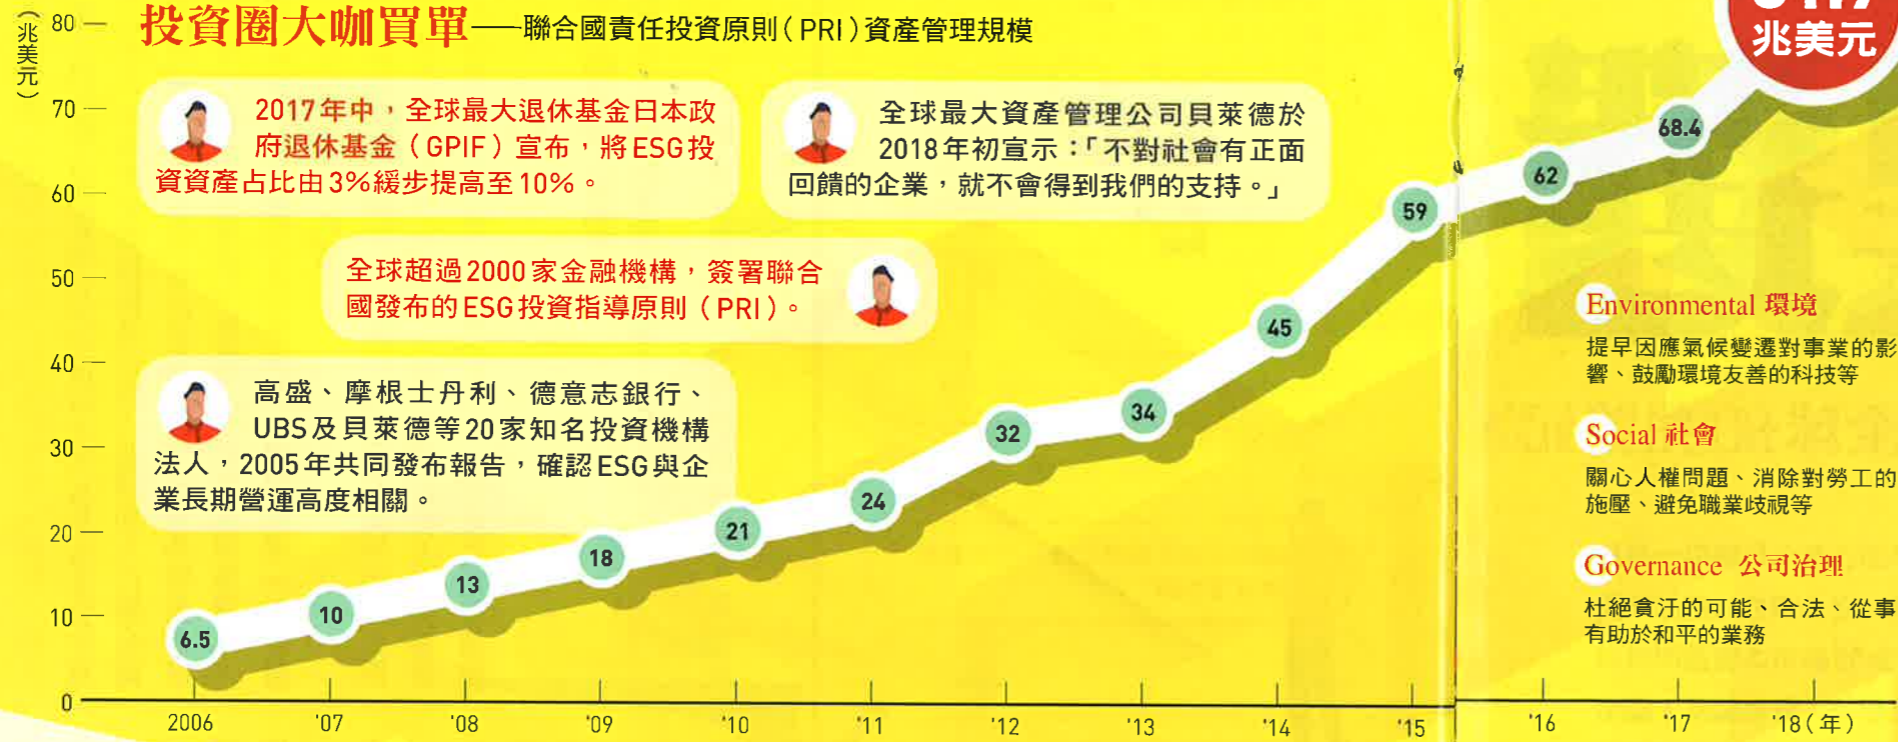 投資圈大咖買單——聯合國責任投資原則(PRI)資產管理規模
(兆美元)
80
70
60
50
40
30
20
10
0
2017年中，全球最大退休基金日本政
府退休基金（GPIF）宣布，將ESG投
資資產占比由3%緩步提高至10%。
全球最大資產管理公司貝萊德於
2018年初宣示：「不對社會有正面
回饋的企業，就不會得到我們的支持。」
全球超過2000家金融機構，簽署聯合
國發布的ESG投資指導原則（PRI）。
高盛、摩根士丹利、德意志銀行、
UBS及貝萊德等20家知名投資機構
法人，2005年共同發布報告，確認ESG與企
業長期營運高度相關。
6.5
10
13
18
21
24
32
34
45
59
62
68.4
兆美元
2006
'07
'08
'09
'10
'11
'12
'13
'14
'15
'16
'17
'18(年)
Environmental 環境
提早因應氣候變遷對事業的影
響、鼓勵環境友善的科技等
Social 社會
關心人權問題、消除對勞工的
施壓、避免職業歧視等
Governance 公司治理
杜絕貪汙的可能、合法、從事
有助於和平的業務